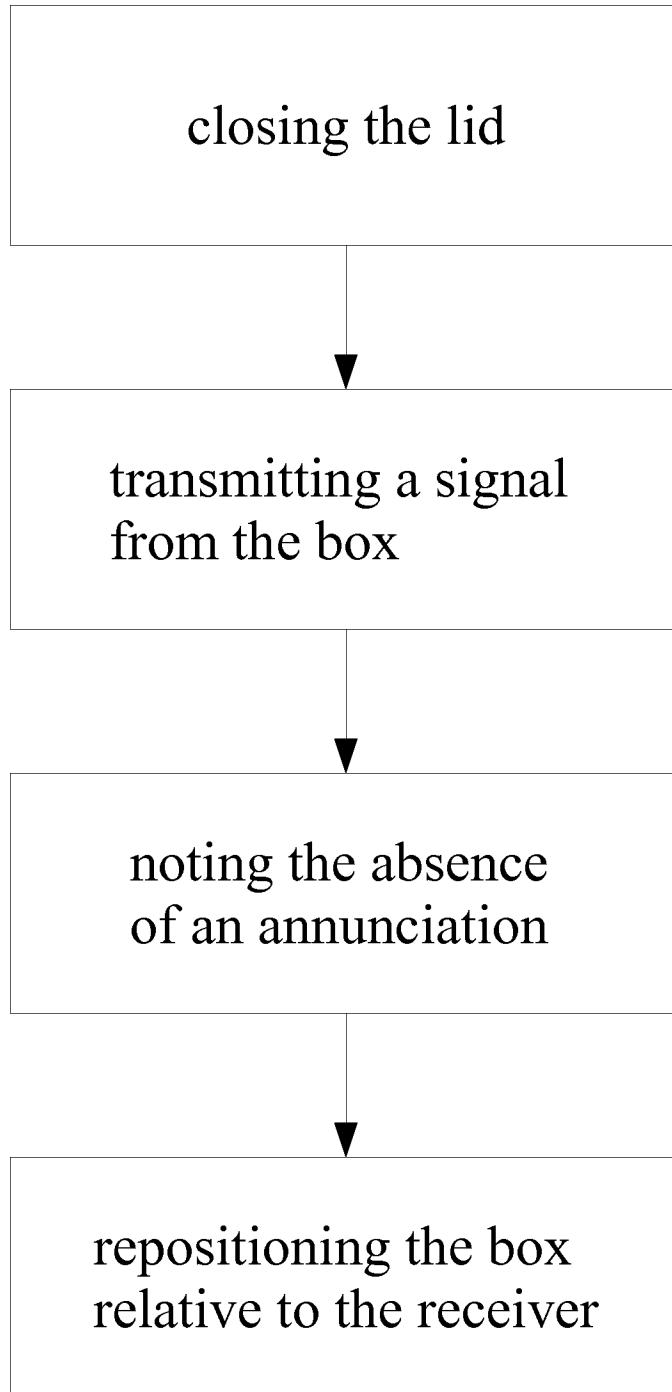 closing the lid
transmitting a signal
from the box
noting the absence
of an annunciation
repositioning the box
relative to the receiver